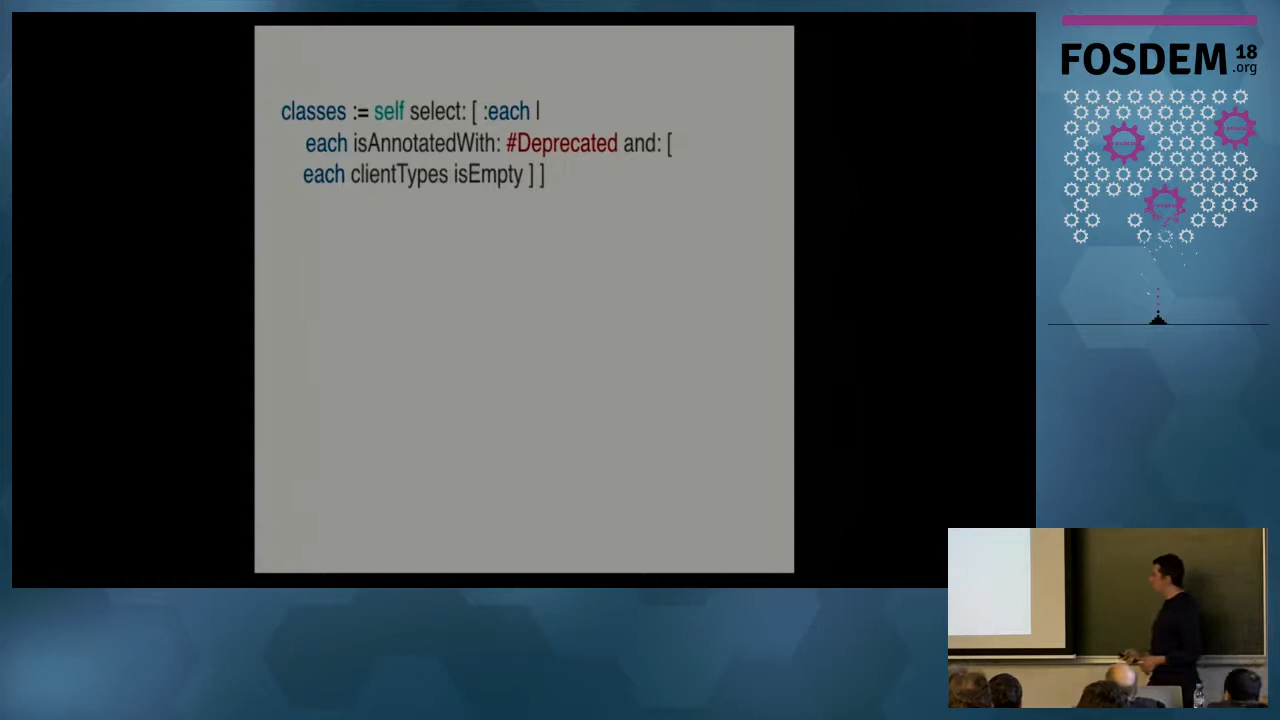 classes := self select: [ :each |
each isAnnotatedWith: #Deprecated and: [
each clientTypes isEmpty ] ]
FOSDEM 18
.org